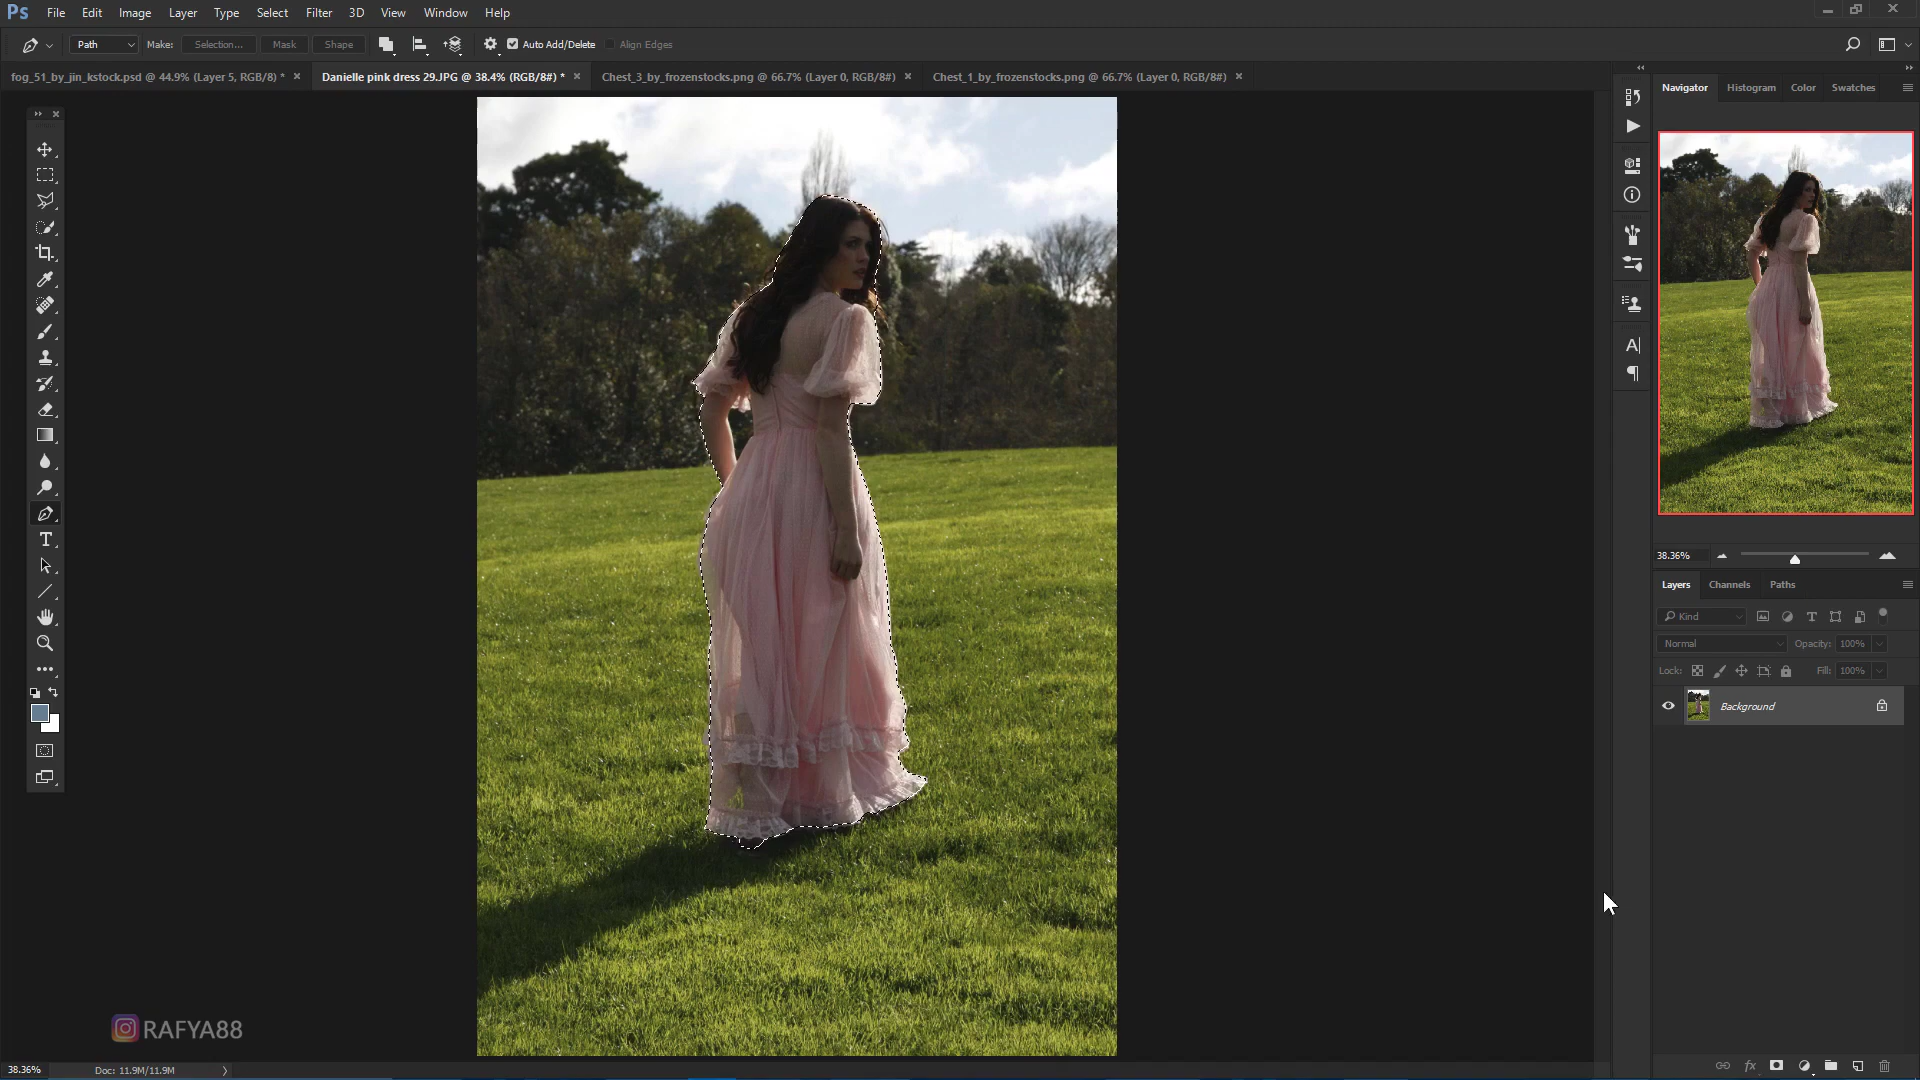 Ps File Edit Image Layer Type Select Filter 3D View Window Help
Path Make: Selection... Mask Shape Auto Add/Delete Align Edges
fog_51_by_jin_kstock.psd @ 44.9% (Layer 5, RGB/8) * × Danielle pink dress 29.JPG @ 38.4% (RGB/8#) * × Chest_3_by_frozenstocks.png @ 66.7% (Layer 0, RGB/8#) × Chest_1_by_frozenstocks.png @ 66.7% (Layer 0, RGB/8#) ×
Navigator Histogram Color Swatches
38.36%
Layers Channels Paths
Kind
Normal Opacity: 100%
Lock: Fill: 100%
Background
RAFYA88
38.36% Doc: 11.9M/11.9M